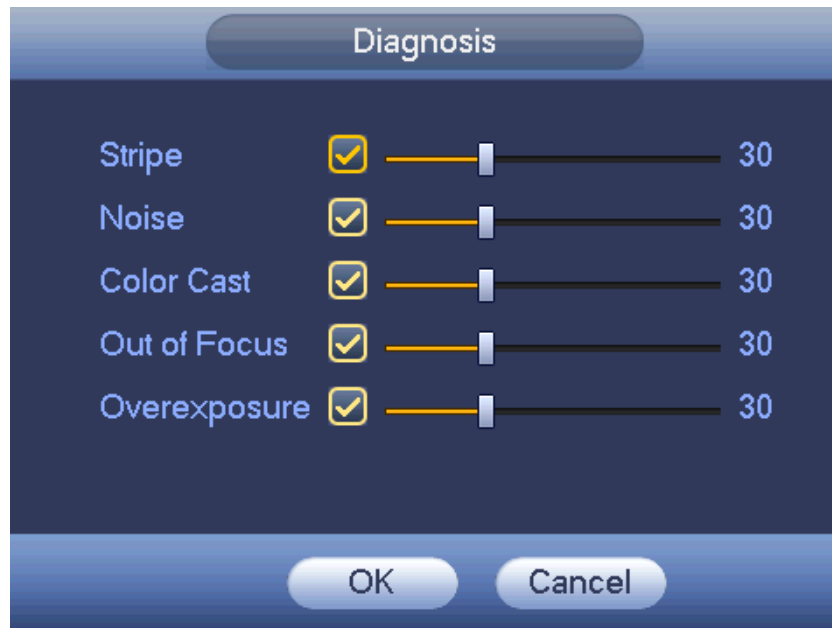 Diagnosis
Stripe 30
Noise 30
Color Cast 30
Out of Focus 30
Overexposure 30
OK Cancel